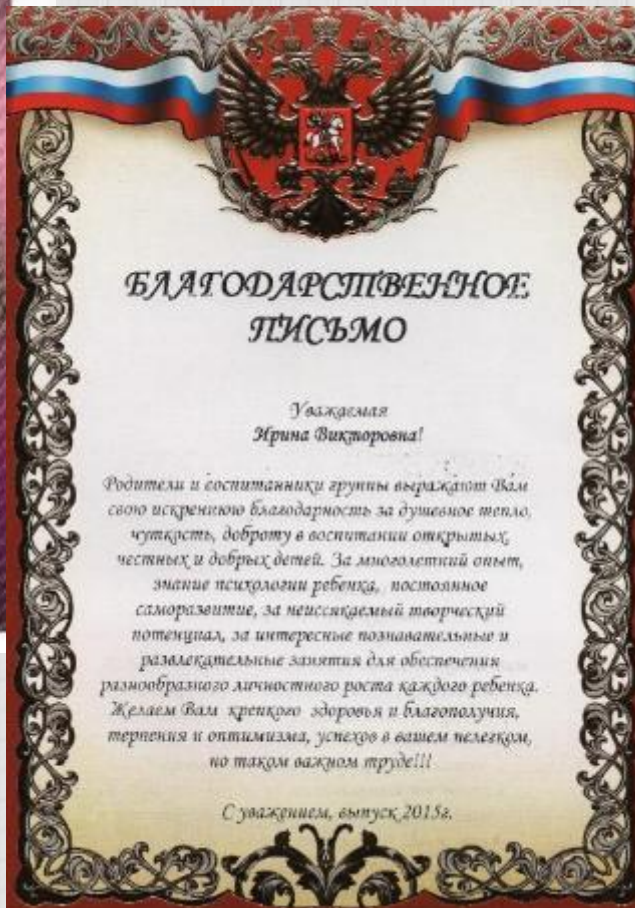 БЛАГОДАРСТВЕННОЕ
ПИСЬМО
Уважаемая
Ирина Викторовна!
Родители и воспитанники группы выражают Вам
свою искреннюю благодарность за душевное тепло,
чуткость, доброту в воспитании открытых,
честных и добрых детей. За многолетний опыт,
знание психологии ребенка, постоянное
саморазвитие, за неиссякаемый творческий
потенциал, за интересные познавательные и
развлекательные занятия для обеспечения
разнообразного личностного роста каждого ребенка.
Желаем Вам крепкого здоровья и благополучия,
терпения и оптимизма, успехов в вашем нелегком,
но таком важном труде!!!
С уважением, выпуск 2015г.